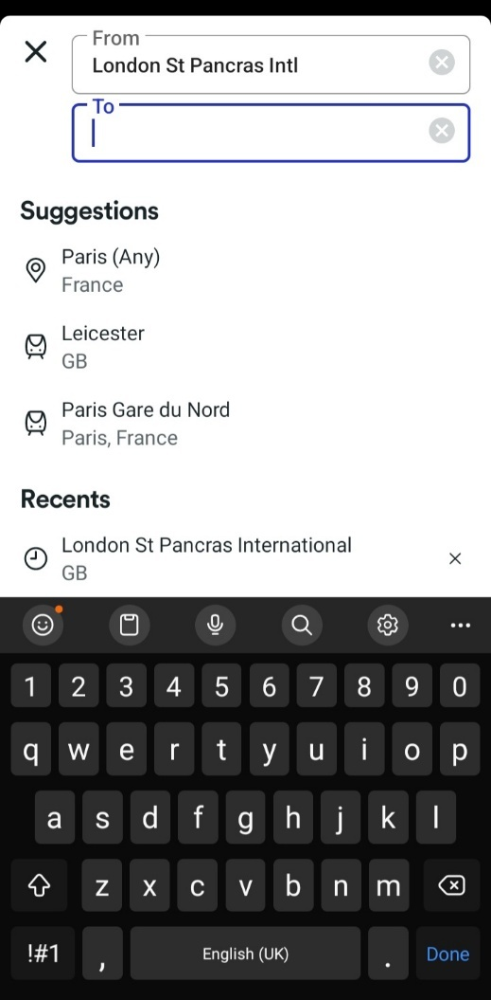 From
London St Pancras Intl
To
Suggestions
Paris (Any)
France
Leicester
GB
Paris Gare du Nord
Paris, France
Recents
London St Pancras International
GB
1 2 3 4 5 6 7 8 9 0
q w e r t y u i o p
a s d f g h j k l
z x c v b n m
!#1 , English (UK) . Done